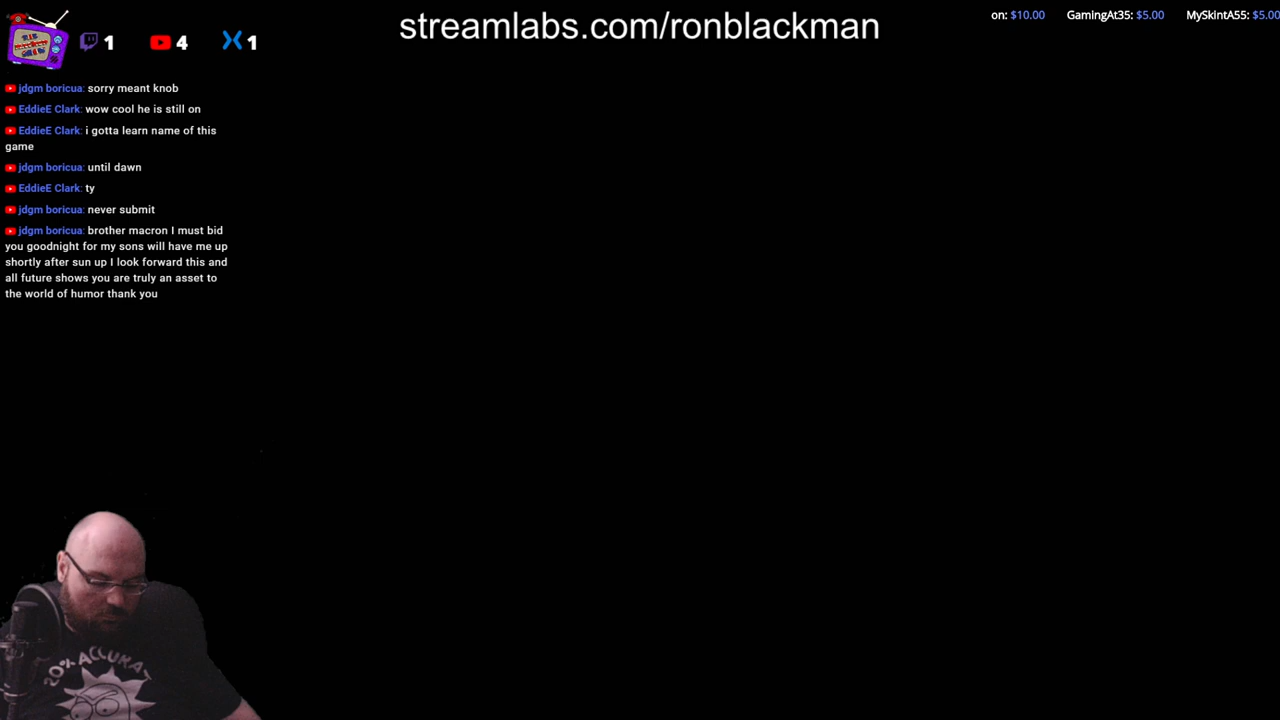 streamlabs.com/ronblackman
on: $10.00 GamingAt35: $5.00 MySkintA55: $5.00
1 4 1
jdgm boricua: sorry meant knob
EddieE Clark: wow cool he is still on
EddieE Clark: i gotta learn name of this
game
jdgm boricua: until dawn
EddieE Clark: ty
jdgm boricua: never submit
jdgm boricua: brother macron I must bid
you goodnight for my sons will have me up
shortly after sun up I look forward this and
all future shows you are truly an asset to
the world of humor thank you
20% ACCURAT